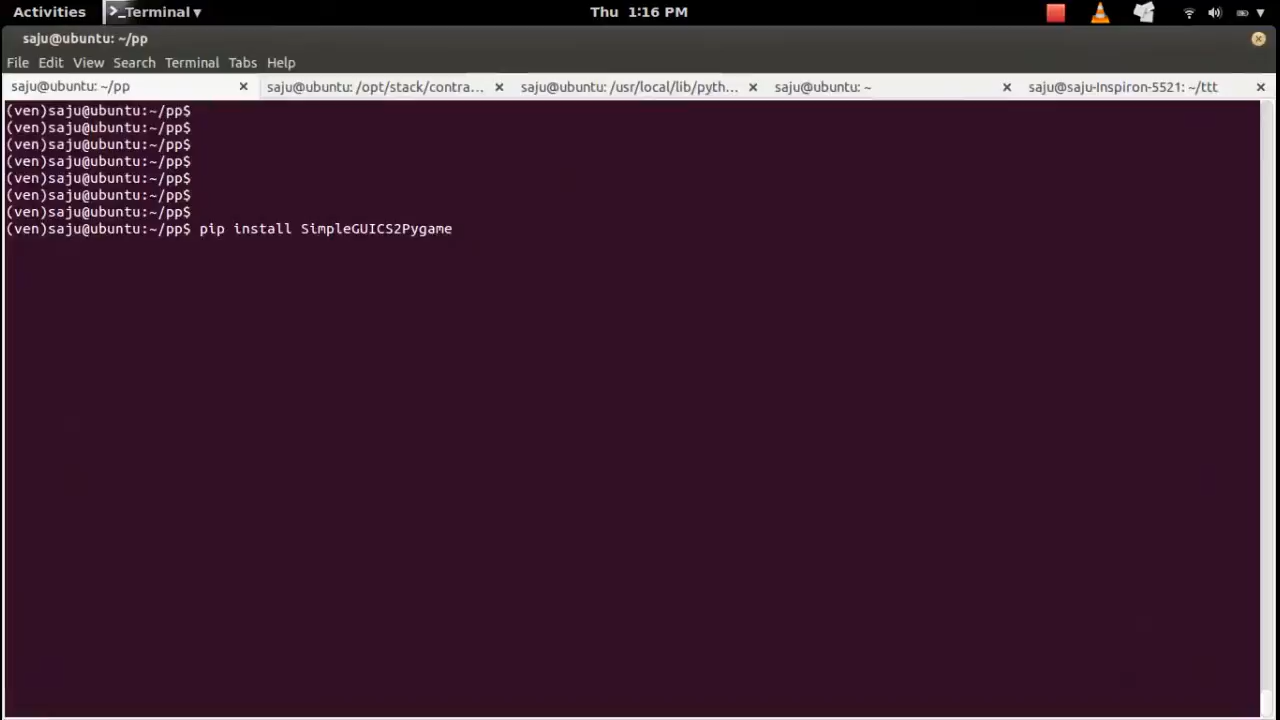 Activities >_Terminal ▾ Thu 1:16 PM
saju@ubuntu: ~/pp
File Edit View Search Terminal Tabs Help
saju@ubuntu: ~/pp saju@ubuntu: /opt/stack/contra... saju@ubuntu: /usr/local/lib/pyth... saju@ubuntu: ~ saju@saju-Inspiron-5521: ~/ttt
(ven)saju@ubuntu:~/pp$
(ven)saju@ubuntu:~/pp$
(ven)saju@ubuntu:~/pp$
(ven)saju@ubuntu:~/pp$
(ven)saju@ubuntu:~/pp$
(ven)saju@ubuntu:~/pp$
(ven)saju@ubuntu:~/pp$
(ven)saju@ubuntu:~/pp$ pip install SimpleGUICS2Pygame